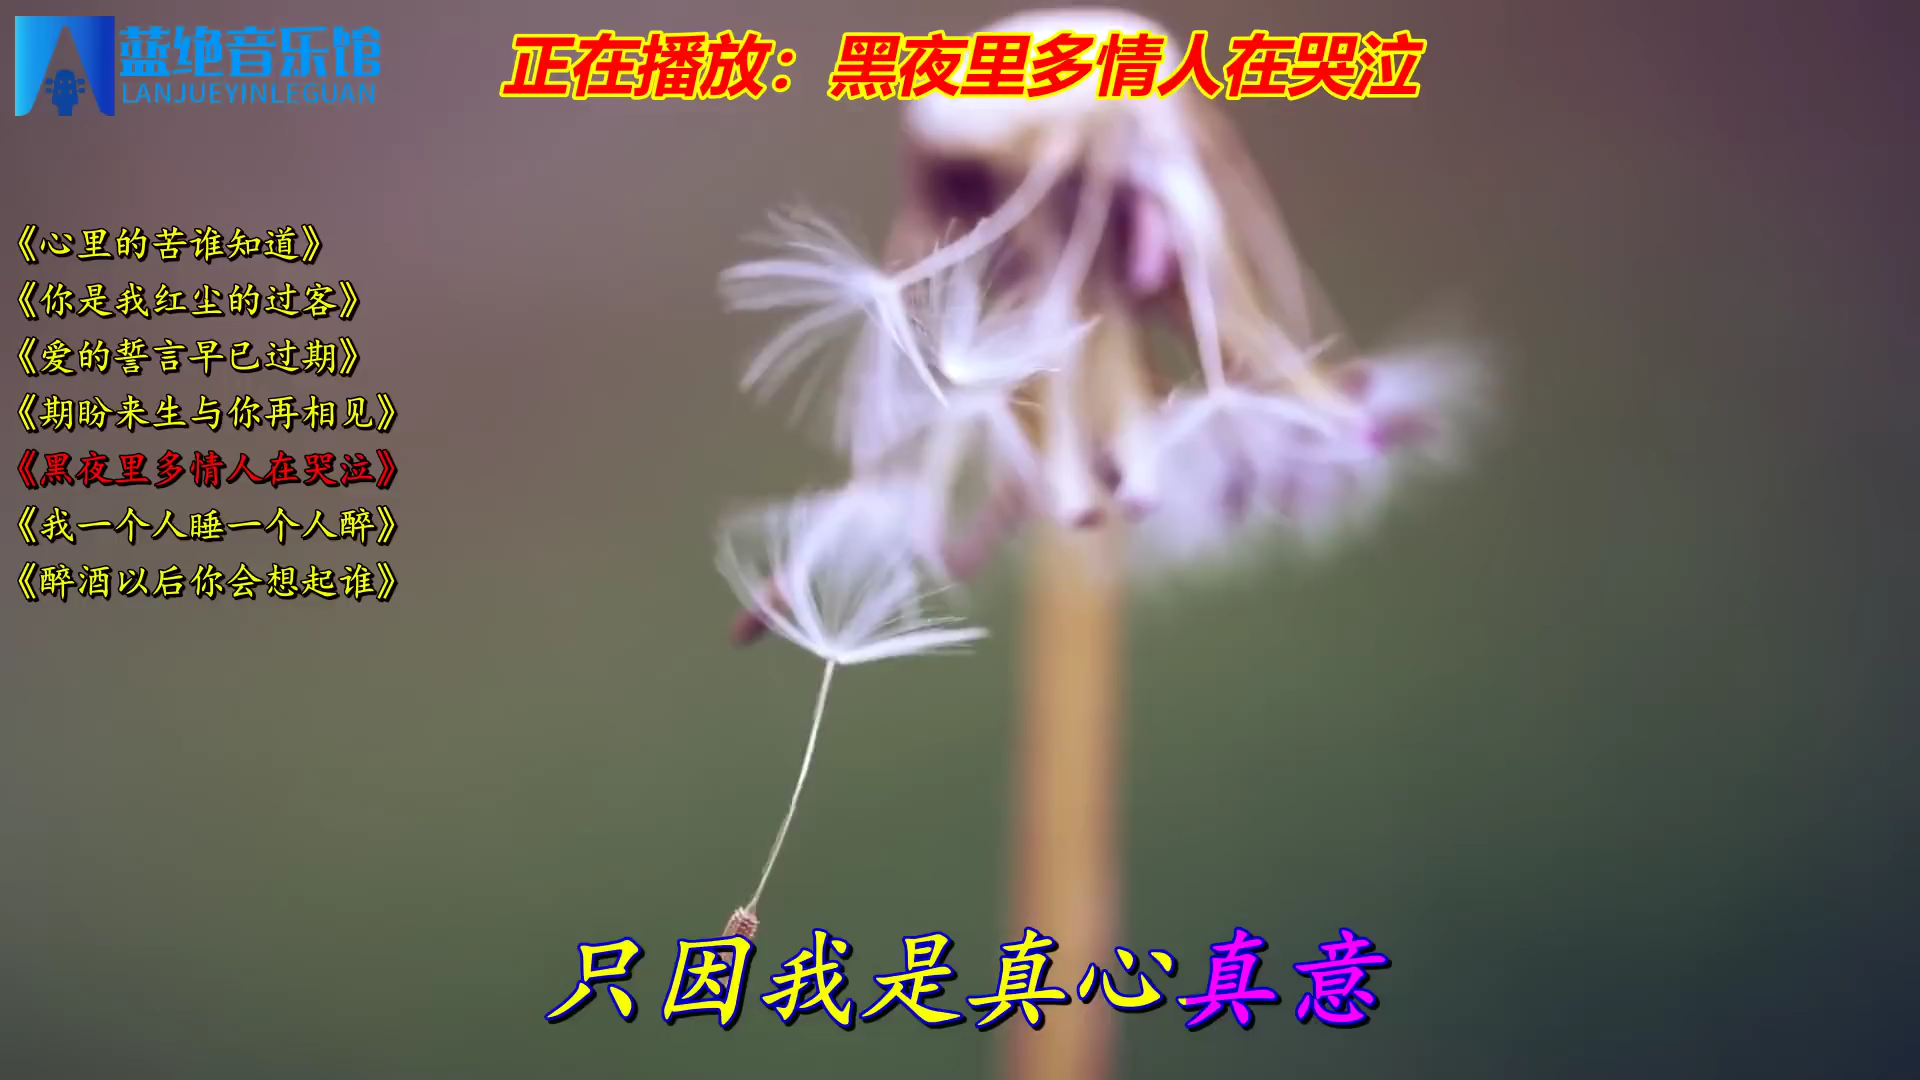 蓝绝音乐馆
LANJUEYINLEGUAN
正在播放：黑夜里多情人在哭泣
《心里的苦谁知道》
《你是我红尘的过客》
《爱的誓言早已过期》
《期盼来生与你再相见》
《黑夜里多情人在哭泣》
《我一个人睡一个人醉》
《醉酒以后你会想起谁》
只因我是真心真意